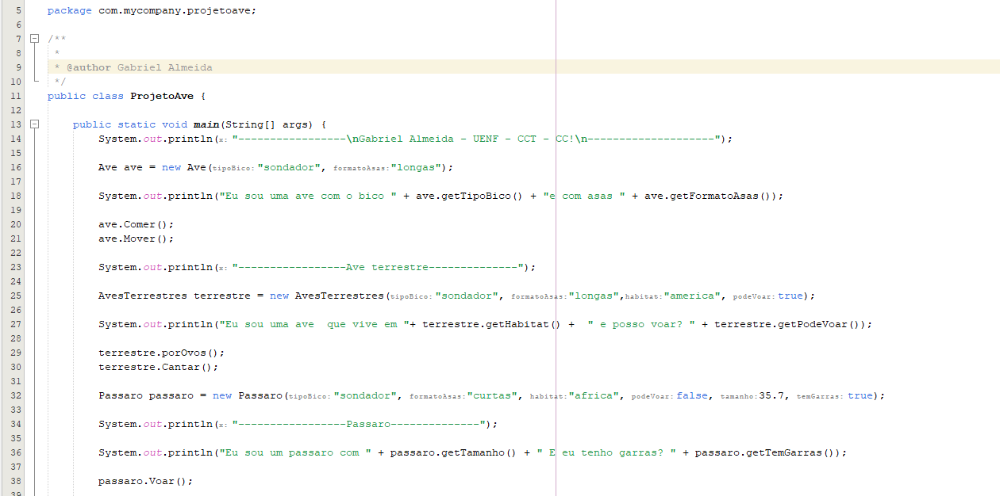 5 package com.mycompany.projetoave;
6
7 /**
8 *
9 * @author Gabriel Almeida
10 */
11 public class ProjetoAve {
12
13 public static void main(String[] args) {
14 System.out.println(x: "-----------------\nGabriel Almeida - UENF - CCT - CC!\n--------------------");
15
16 Ave ave = new Ave(tipoBico: "sondador", formatoAsas: "longas");
17
18 System.out.println("Eu sou uma ave com o bico " + ave.getTipoBico() + "e com asas " + ave.getFormatoAsas());
19
20 ave.Comer();
21 ave.Mover();
22
23 System.out.println(x: "-----------------Ave terrestre--------------");
24
25 AvesTerrestres terrestre = new AvesTerrestres(tipoBico: "sondador", formatoAsas: "longas",habitat: "america", podeVoar: true);
26
27 System.out.println("Eu sou uma ave  que vive em "+ terrestre.getHabitat() +  " e posso voar? " + terrestre.getPodeVoar());
28
29 terrestre.porOvos();
30 terrestre.Cantar();
31
32 Passaro passaro = new Passaro(tipoBico: "sondador", formatoAsas: "curtas", habitat: "africa", podeVoar: false, tamanho: 35.7, temGarras: true);
33
34 System.out.println(x: "-----------------Passaro--------------");
35
36 System.out.println("Eu sou um passaro com " + passaro.getTamanho() + " E eu tenho garras? " + passaro.getTemGarras());
37
38 passaro.Voar();
39